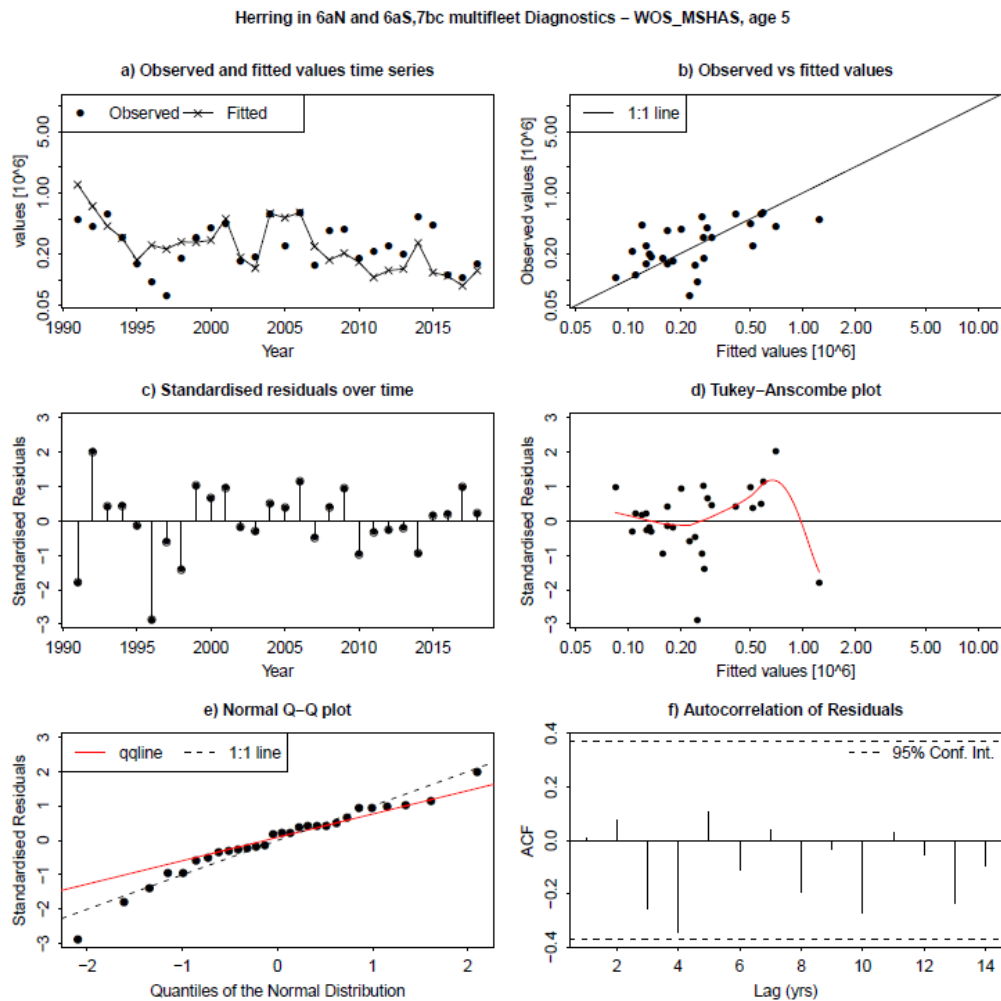 Herring in 6aN and 6aS,7bc multifleet Diagnostics – WOS_MSHAS, age 5
a) Observed and fitted values time series
Observed Fitted
values [10^6]
5.00
1.00
0.20
0.05
1990 1995 2000 2005 2010 2015
Year
b) Observed vs fitted values
1:1 line
Observed values [10^6]
5.00
1.00
0.20
0.05
0.05 0.10 0.20 0.50 1.00 2.00 5.00 10.00
Fitted values [10^6]
c) Standardised residuals over time
Standardised Residuals
3
2
1
0
−1
−2
−3
1990 1995 2000 2005 2010 2015
Year
d) Tukey−Anscombe plot
Standardised Residuals
3
2
1
0
−1
−2
−3
0.05 0.10 0.20 0.50 1.00 2.00 5.00 10.00
Fitted values [10^6]
e) Normal Q−Q plot
qqline 1:1 line
Standardised Residuals
3
2
1
0
−1
−2
−3
−2 −1 0 1 2
Quantiles of the Normal Distribution
f) Autocorrelation of Residuals
95% Conf. Int.
ACF
0.4
0.2
0.0
−0.2
−0.4
2 4 6 8 10 12 14
Lag (yrs)